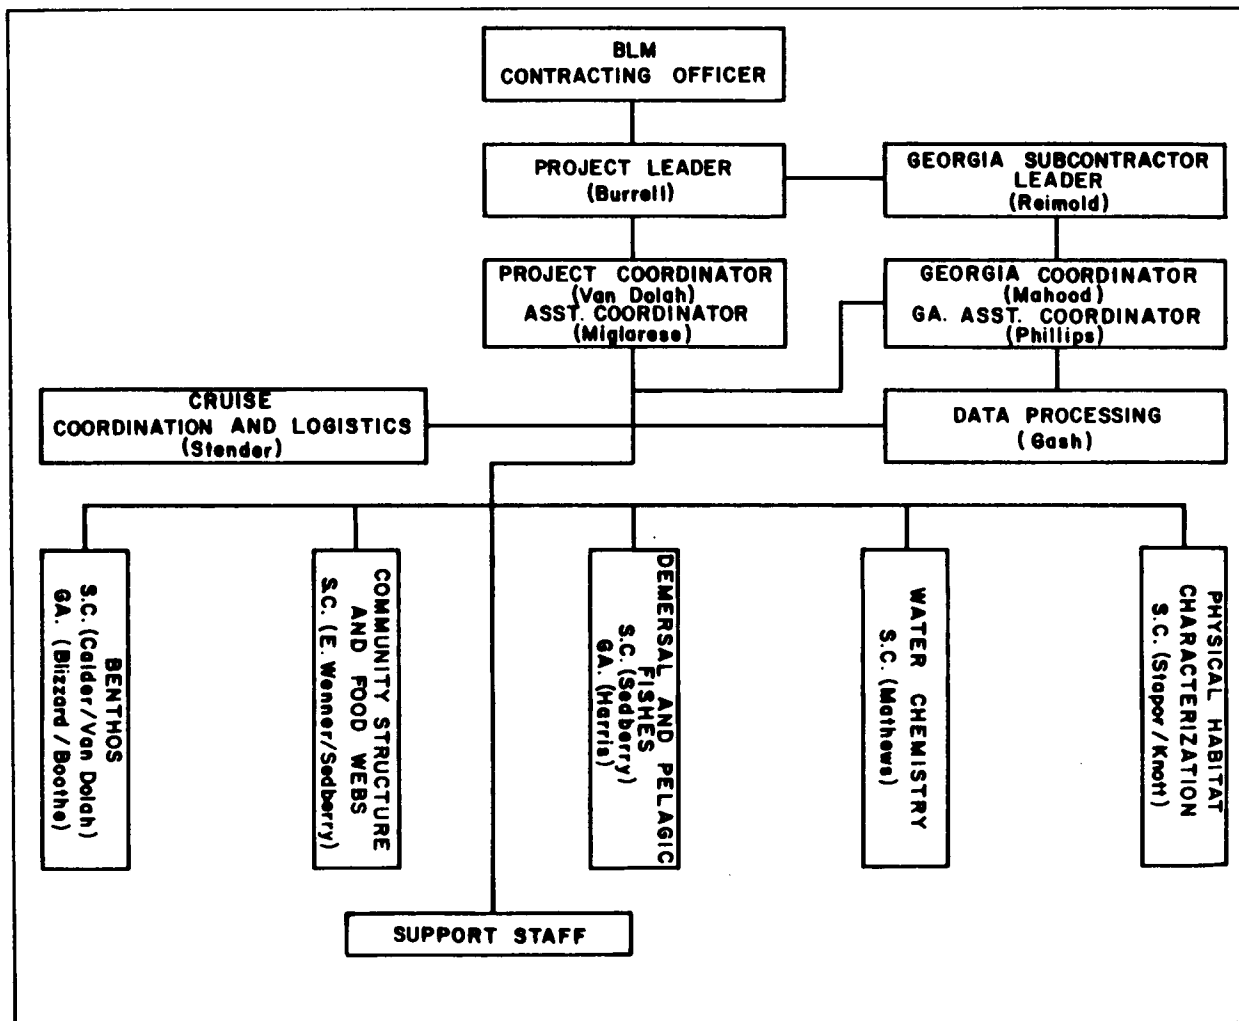 BLM
CONTRACTING OFFICER
PROJECT LEADER
(Burrell)
GEORGIA SUBCONTRACTOR
LEADER
(Reimold)
PROJECT COORDINATOR
(Van Dolah)
ASST. COORDINATOR
(Miglarese)
GEORGIA COORDINATOR
(Mahood)
GA. ASST. COORDINATOR
(Phillips)
CRUISE
COORDINATION AND LOGISTICS
(Stender)
DATA PROCESSING
(Gash)
BENTHOS
S.C. (Calder/Van Dolah)
GA. (Blizzard/Boothe)
COMMUNITY STRUCTURE
AND FOOD WEBS
S.C. (E. Wenner/Sedberry)
DEMERSAL AND PELAGIC
FISHES
S.C. (Sedberry)
GA. (Harris)
WATER CHEMISTRY
S.C. (Mathews)
PHYSICAL HABITAT
CHARACTERIZATION
S.C. (Stapor/Knott)
SUPPORT STAFF